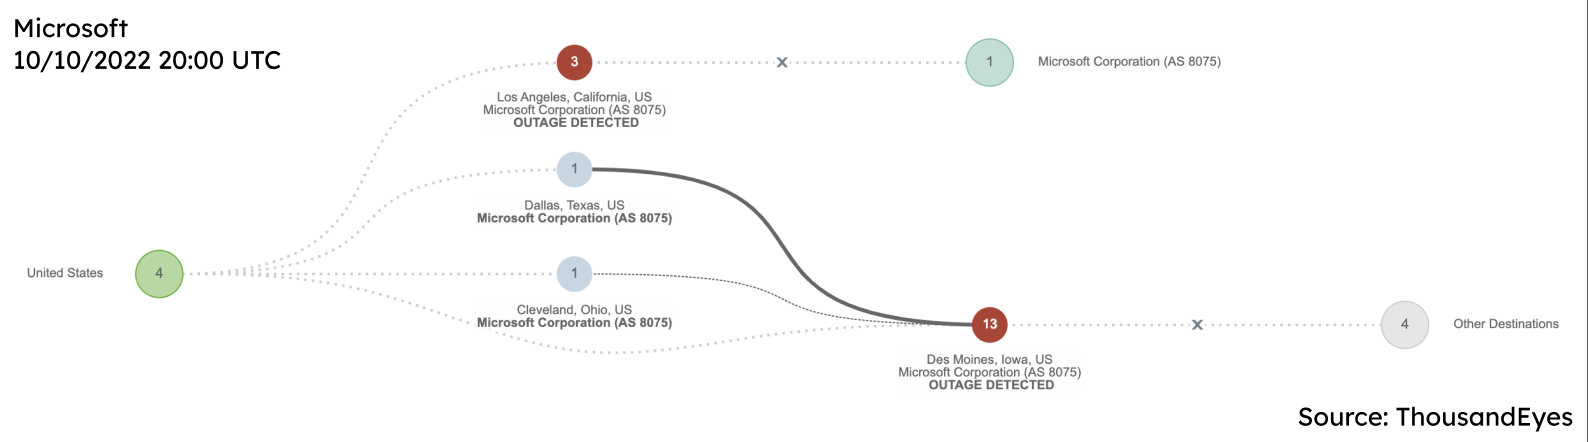 Microsoft
10/10/2022 20:00 UTC
3
x
1
Microsoft Corporation (AS 8075)
Los Angeles, California, US
Microsoft Corporation (AS 8075)
OUTAGE DETECTED
1
Dallas, Texas, US
Microsoft Corporation (AS 8075)
United States
4
1
Cleveland, Ohio, US
Microsoft Corporation (AS 8075)
13
x
4
Other Destinations
Des Moines, Iowa, US
Microsoft Corporation (AS 8075)
OUTAGE DETECTED
Source: ThousandEyes